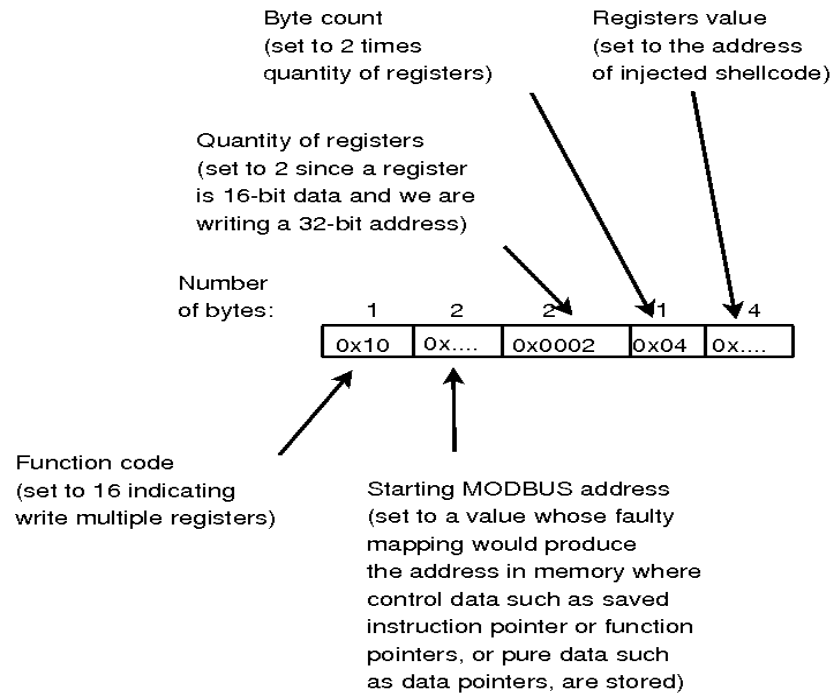 Byte count
(set to 2 times
quantity of registers)
Registers value
(set to the address
of injected shellcode)
Quantity of registers
(set to 2 since a register
is 16-bit data and we are
writing a 32-bit address)
Number
of bytes:
1 2 2 1 4
0x10 0x.... 0x0002 0x04 0x....
Function code
(set to 16 indicating
write multiple registers)
Starting MODBUS address
(set to a value whose faulty
mapping would produce
the address in memory where
control data such as saved
instruction pointer or function
pointers, or pure data such
as data pointers, are stored)